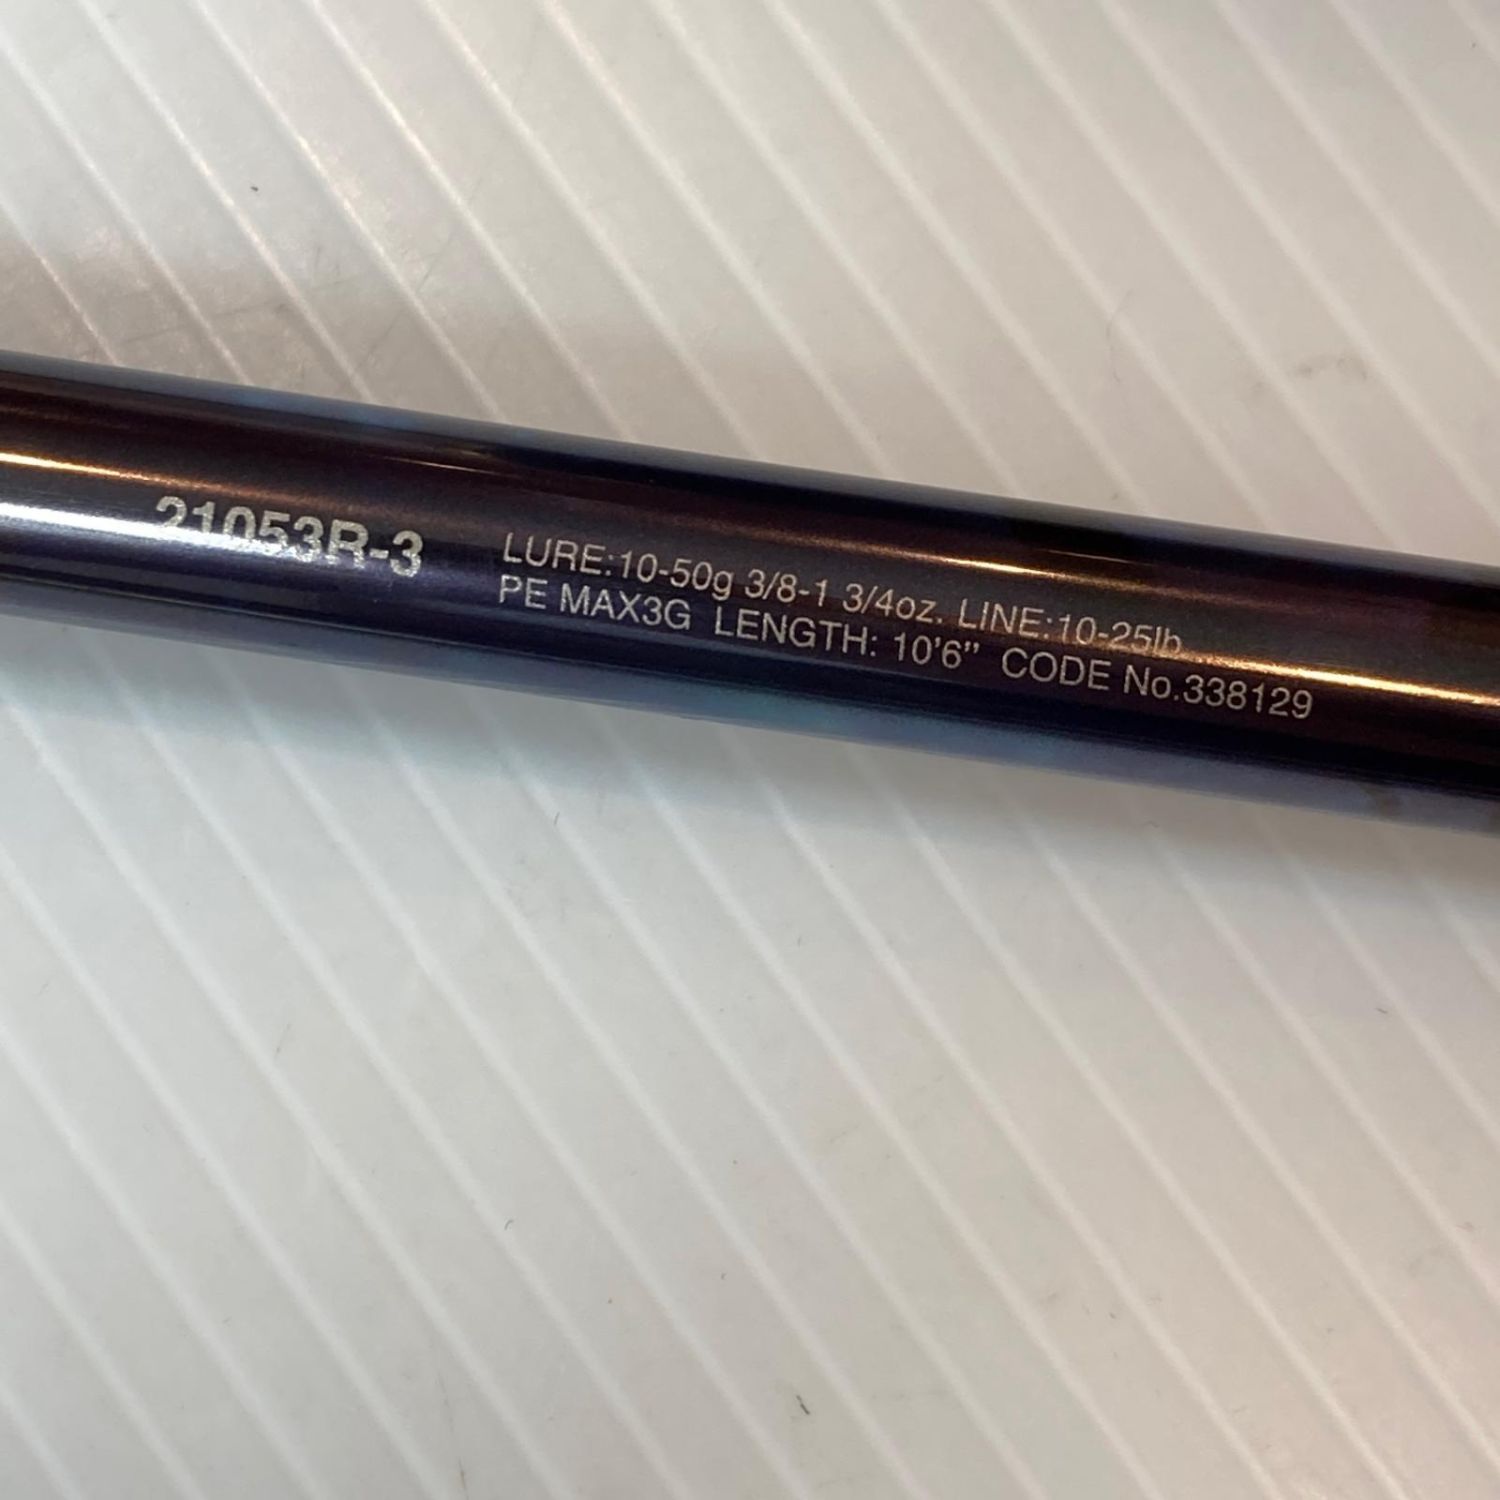 21053R-3
LURE:10-50g 3/8-1 3/4oz. LINE:10-25lb
PE MAX3G LENGTH: 10'6" CODE No.338129